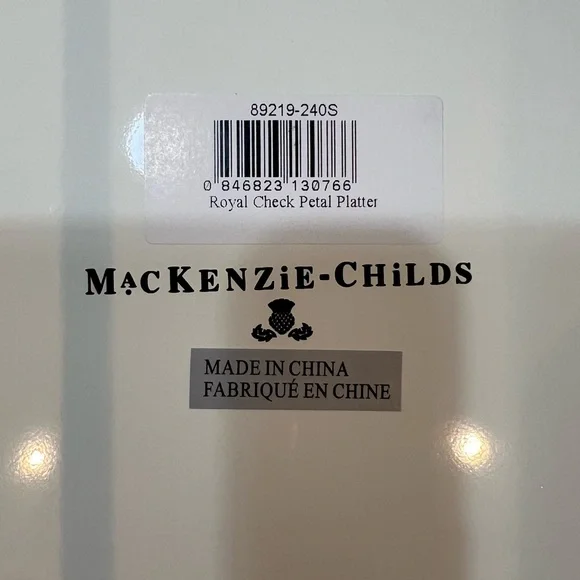 89219-240S
0 846823 130766
Royal Check Petal Platter
MACKENZiE-CHiLDS
MADE IN CHINA
FABRIQUÉ EN CHINE